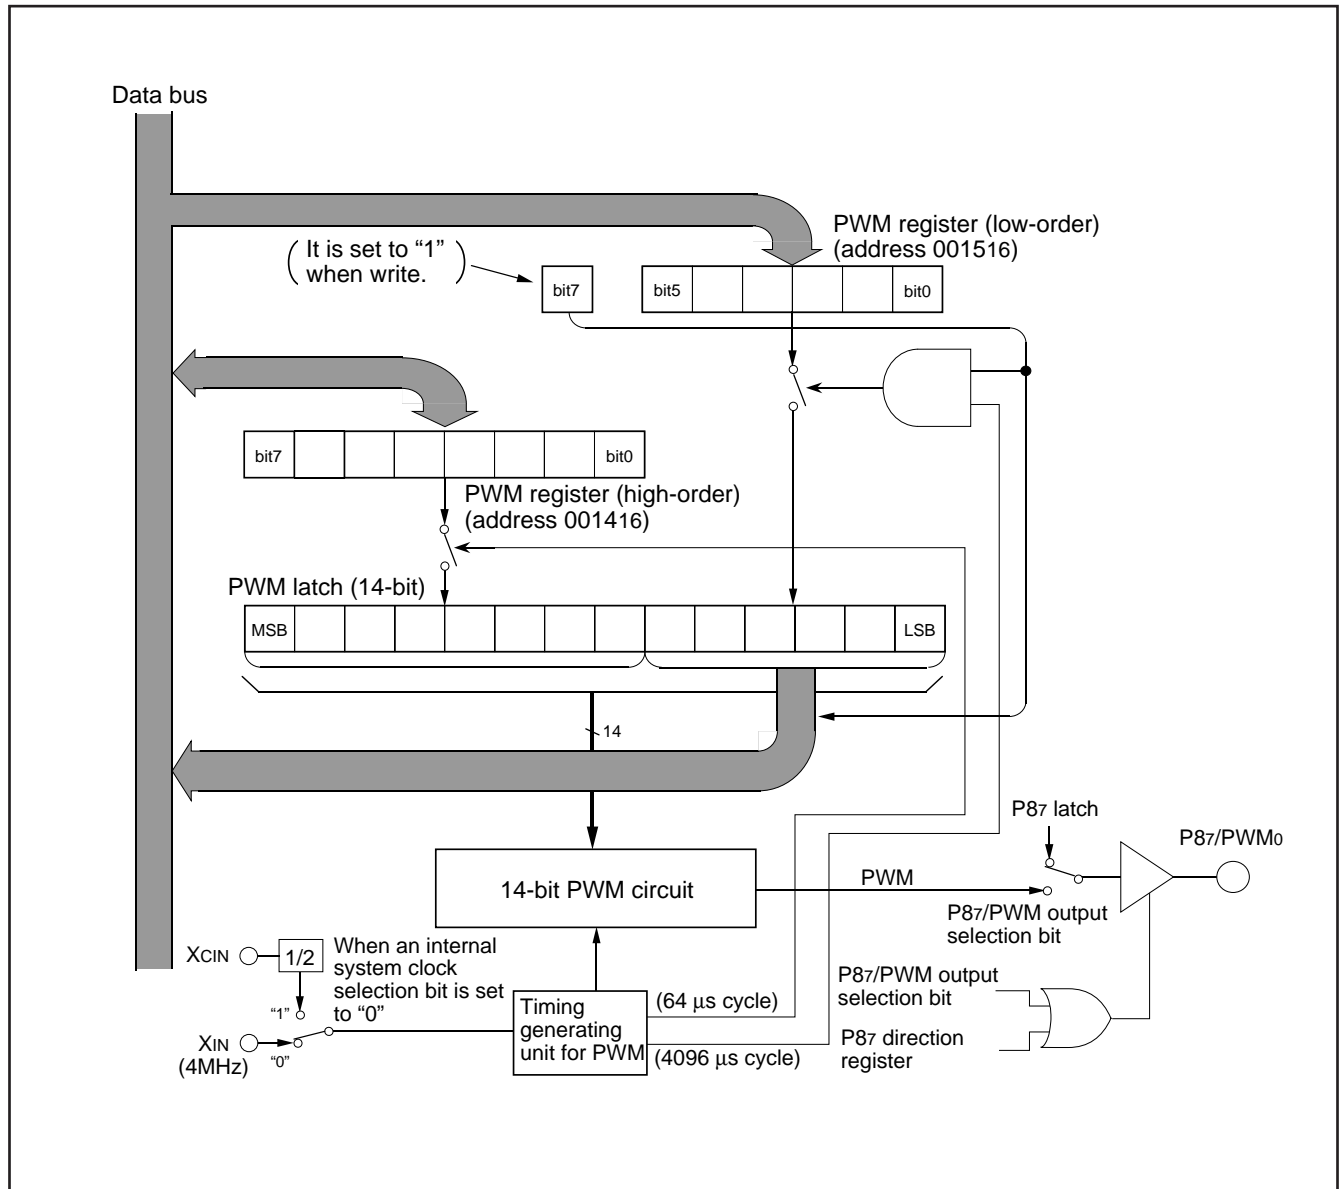 Data bus
PWM register (low-order)
(address 001516)
(It is set to “1”
when write.)
bit7
bit5
bit0
bit7
bit0
PWM register (high-order)
(address 001416)
PWM latch (14-bit)
MSB
LSB
14
P87 latch
P87/PWM0
14-bit PWM circuit
PWM
P87/PWM output
selection bit
XCIN
1/2
When an internal
system clock
selection bit is set
to “0”
“1”
XIN
(4MHz)
“0”
Timing
generating
unit for PWM
(64 µs cycle)
(4096 µs cycle)
P87/PWM output
selection bit
P87 direction
register